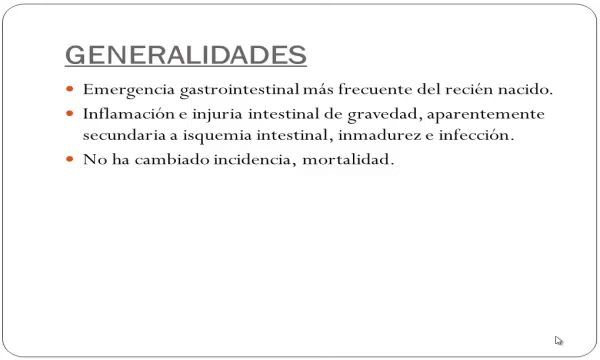 GENERALIDADES
• Emergencia gastrointestinal más frecuente del recién nacido.
• Inflamación e injuria intestinal de gravedad, aparentemente
secundaria a isquemia intestinal, inmadurez e infección.
• No ha cambiado incidencia, mortalidad.